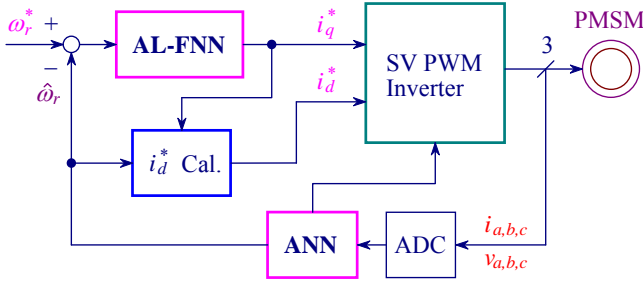 ω_r^* +
−
ω̂_r
AL-FNN
i_q^*
i_d^*
SV PWM
Inverter
3
PMSM
i_d^* Cal.
ANN
ADC
i_{a,b,c}
v_{a,b,c}